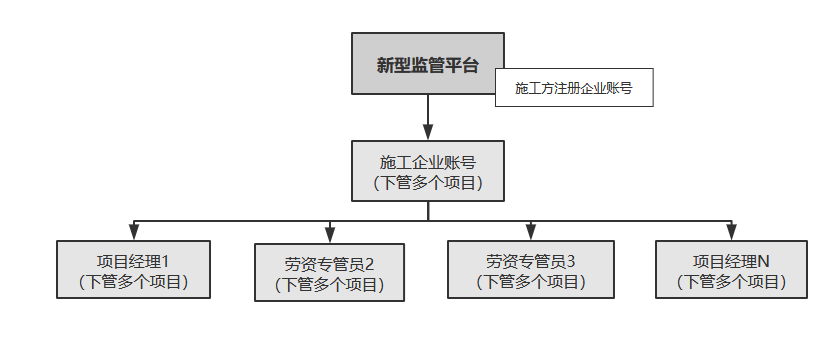 新型监管平台
施工方注册企业账号
施工企业账号
（下管多个项目）
项目经理1
（下管多个项目）
劳资专管员2
（下管多个项目）
劳资专管员3
（下管多个项目）
项目经理N
（下管多个项目）